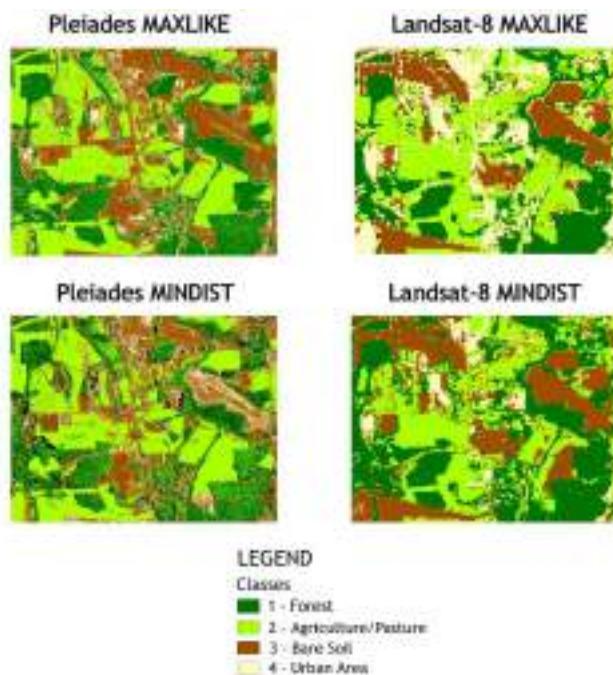 Pleiades MAXLIKE
Landsat-8 MAXLIKE
Pleiades MINDIST
Landsat-8 MINDIST
LEGEND
Classes
1 - Forest
2 - Agriculture/Pasture
3 - Bare Soil
4 - Urban Area